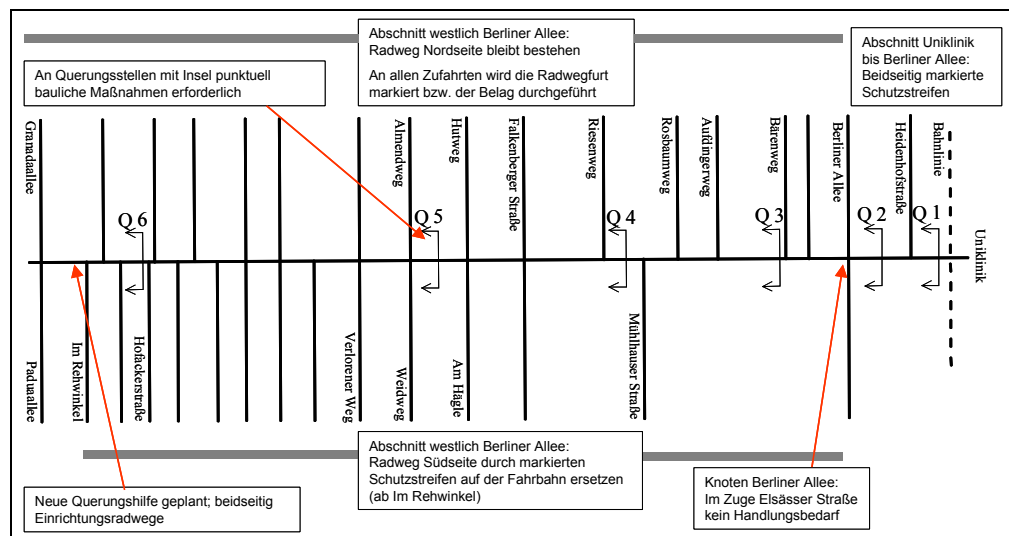 Abschnitt westlich Berliner Allee:
Radweg Nordseite bleibt bestehen
An allen Zufahrten wird die Radwegfurt
markiert bzw. der Belag durchgeführt
Abschnitt Uniklinik
bis Berliner Allee:
Beidseitig markierte
Schutzstreifen
An Querungsstellen mit Insel punktuell
bauliche Maßnahmen erforderlich
Granadaallee
Almendweg
Hutweg
Falkenberger Straße
Riesenweg
Rosbaumweg
Aufdingerweg
Bärenweg
Berliner Allee
Heidenhofstraße
Bahnlinie
Q 6
Q 5
Q 4
Q 3
Q 2
Q 1
Uniklinik
Paduaallee
Im Rehwinkel
Hofäckerstraße
Verlorener Weg
Weidweg
Am Hägle
Mühlhauser Straße
Abschnitt westlich Berliner Allee:
Radweg Südseite durch markierten
Schutzstreifen auf der Fahrbahn ersetzen
(ab Im Rehwinkel)
Neue Querungshilfe geplant; beidseitig
Einrichtungsradwege
Knoten Berliner Allee:
Im Zuge Elsässer Straße
kein Handlungsbedarf